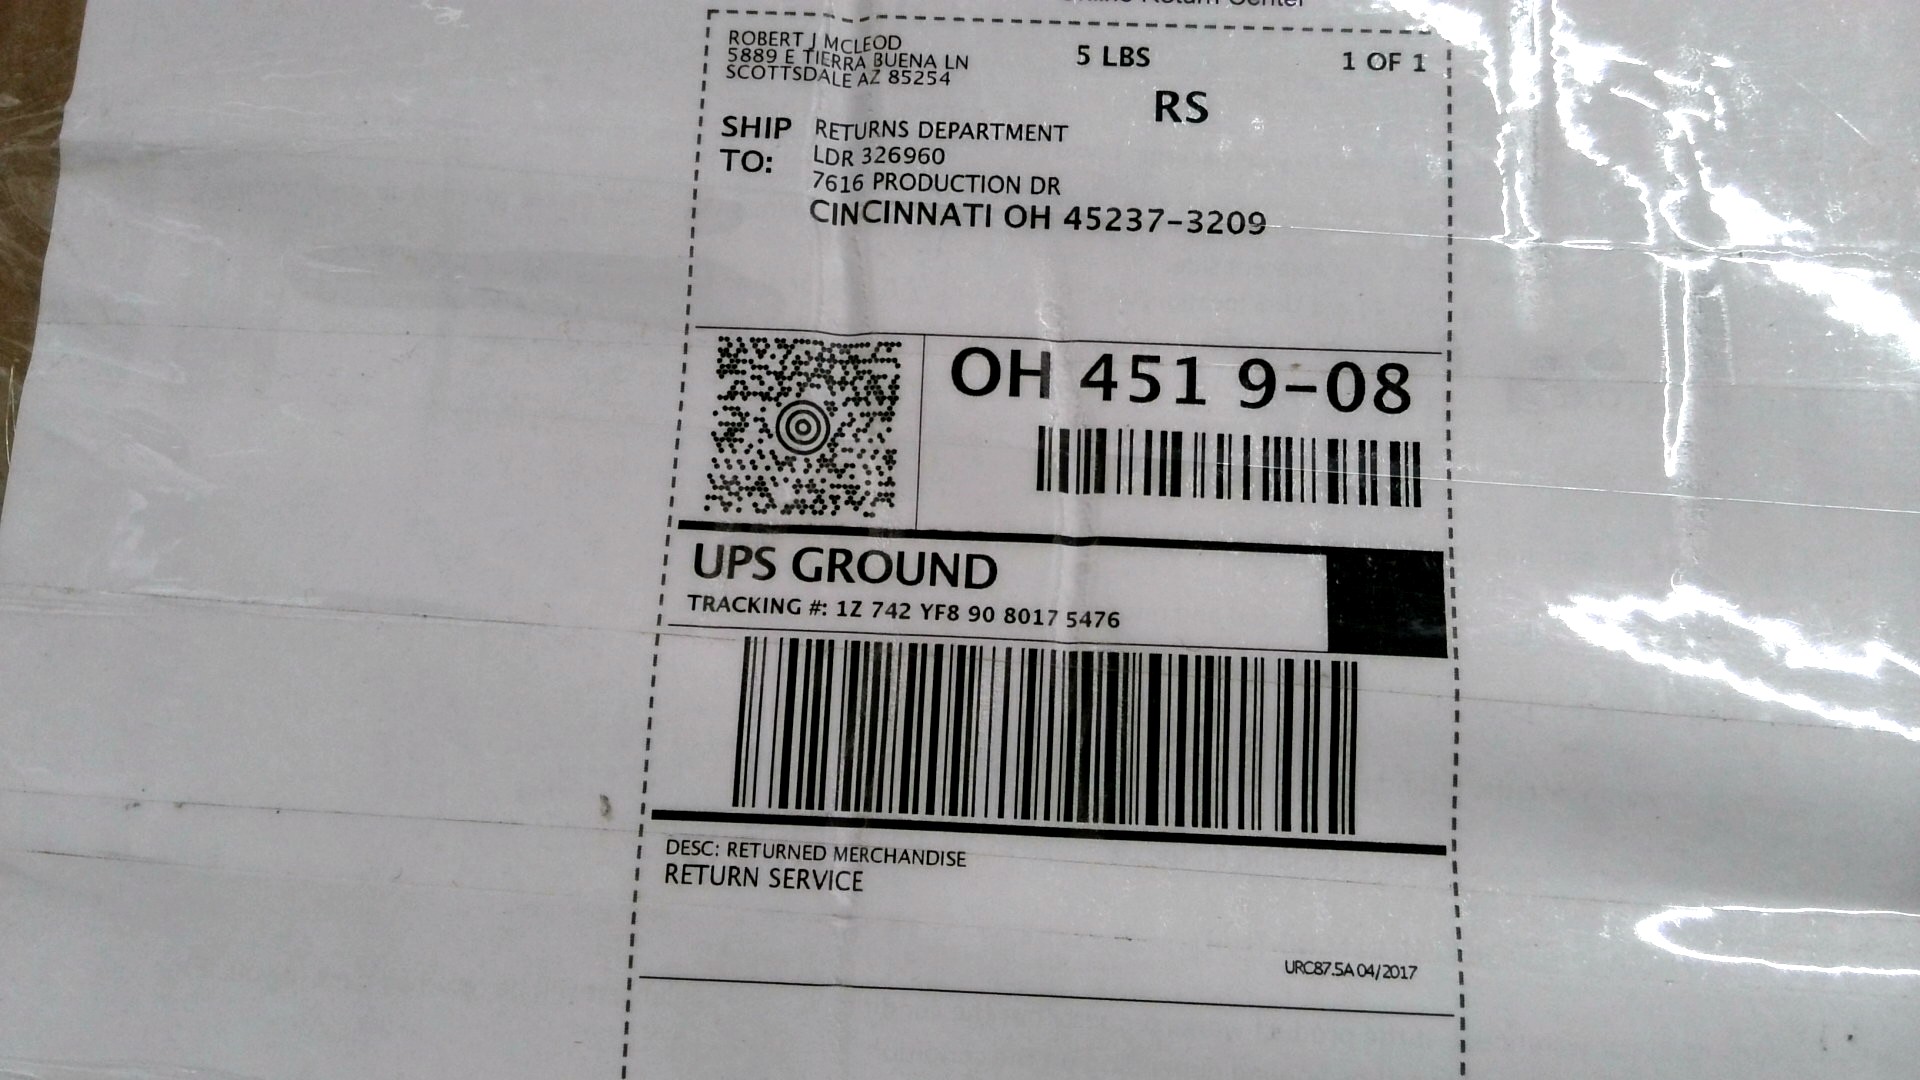 Return Center
ROBERT J MCLEOD
5889 E TIERRA BUENA LN
SCOTTSDALE AZ 85254
5 LBS
1 OF 1
RS
SHIP TO:
RETURNS DEPARTMENT
LDR 326960
7616 PRODUCTION DR
CINCINNATI OH 45237-3209
OH 451 9-08
UPS GROUND
TRACKING #: 1Z 742 YF8 90 8017 5476
DESC: RETURNED MERCHANDISE
RETURN SERVICE
URC87.5A 04/2017